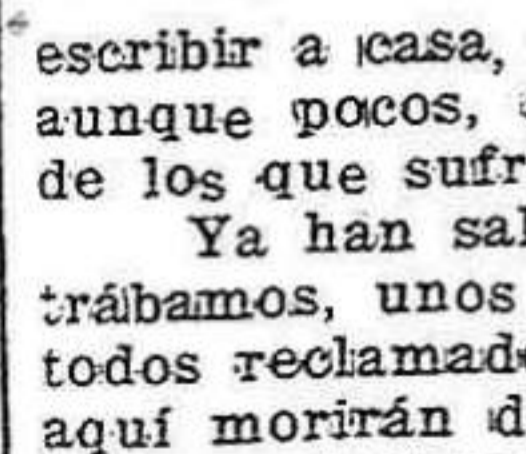 escribir a casa,
aunque pocos,
de los que sufr
Ya han sal
trábamos, unos
todos reclamad
aquí morirán d